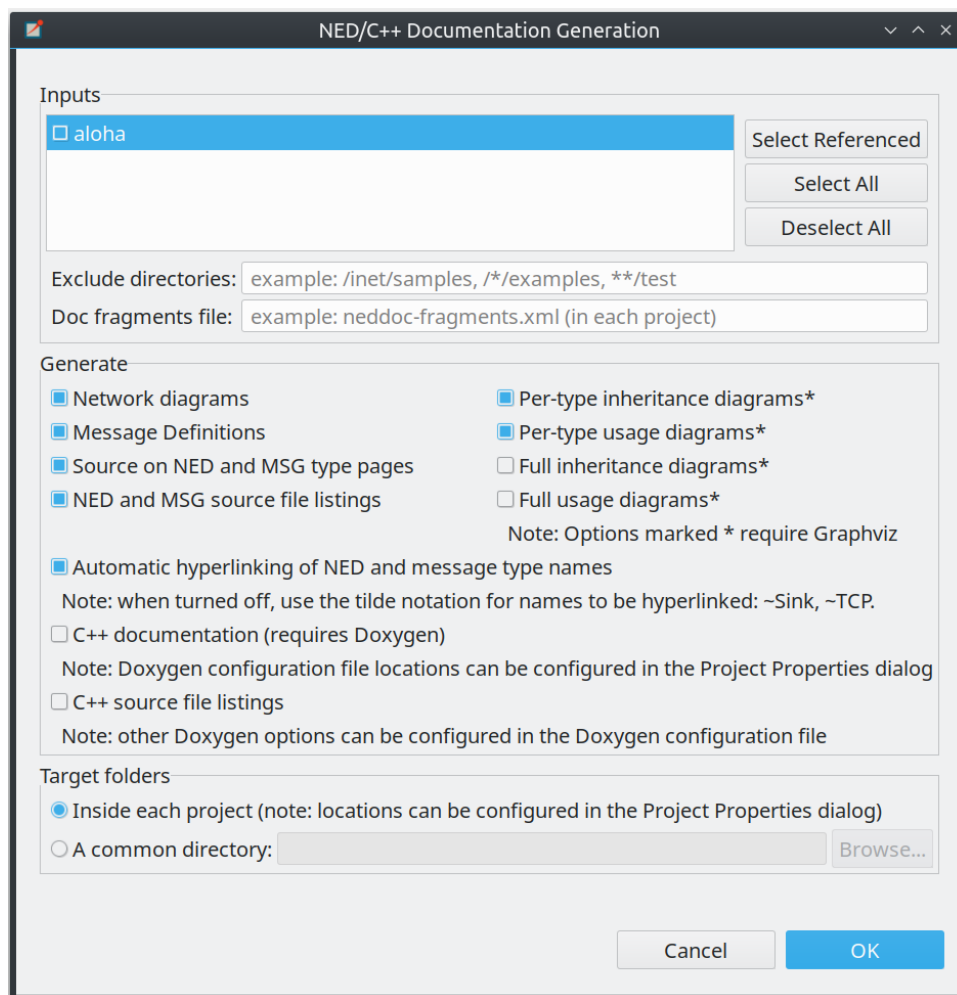 NED/C++ Documentation Generation
Inputs
aloha
Select Referenced
Select All
Deselect All
Exclude directories: example: /inet/samples, /*/examples, **/test
Doc fragments file: example: neddoc-fragments.xml (in each project)
Generate
Network diagrams
Per-type inheritance diagrams*
Message Definitions
Per-type usage diagrams*
Source on NED and MSG type pages
Full inheritance diagrams*
NED and MSG source file listings
Full usage diagrams*
Note: Options marked * require Graphviz
Automatic hyperlinking of NED and message type names
Note: when turned off, use the tilde notation for names to be hyperlinked: ~Sink, ~TCP.
C++ documentation (requires Doxygen)
Note: Doxygen configuration file locations can be configured in the Project Properties dialog
C++ source file listings
Note: other Doxygen options can be configured in the Doxygen configuration file
Target folders
Inside each project (note: locations can be configured in the Project Properties dialog)
A common directory:
Browse...
Cancel
OK